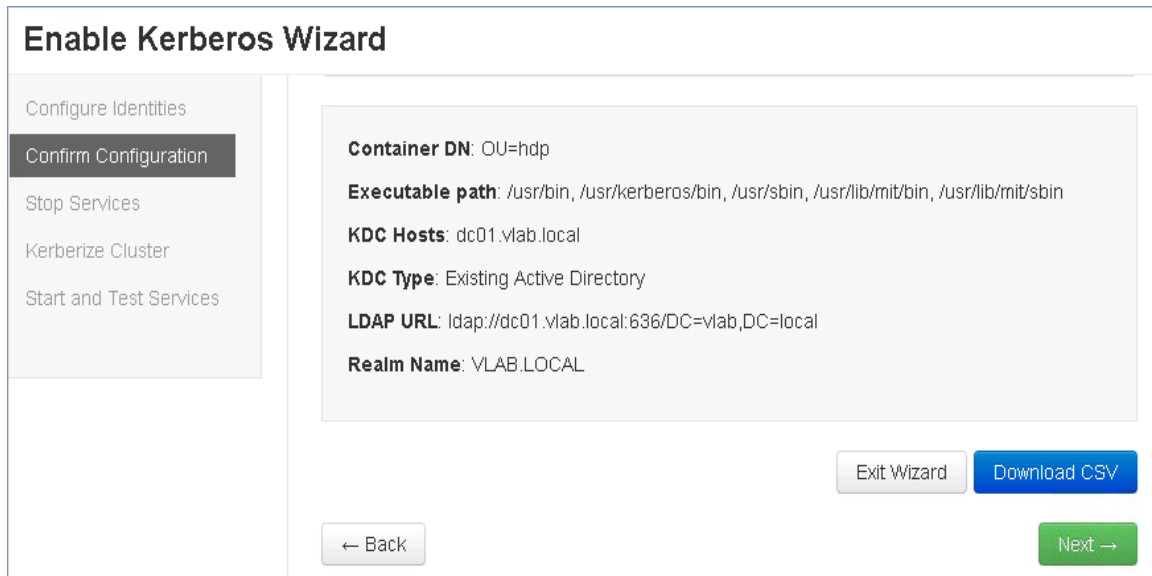 Enable Kerberos Wizard
Configure Identities
Confirm Configuration
Stop Services
Kerberize Cluster
Start and Test Services
Container DN: OU=hdp
Executable path: /usr/bin, /usr/kerberos/bin, /usr/sbin, /usr/lib/mit/bin, /usr/lib/mit/sbin
KDC Hosts: dc01.vlab.local
KDC Type: Existing Active Directory
LDAP URL: ldap://dc01.vlab.local:636/DC=vlab,DC=local
Realm Name: VLAB.LOCAL
Exit Wizard
Download CSV
← Back
Next →